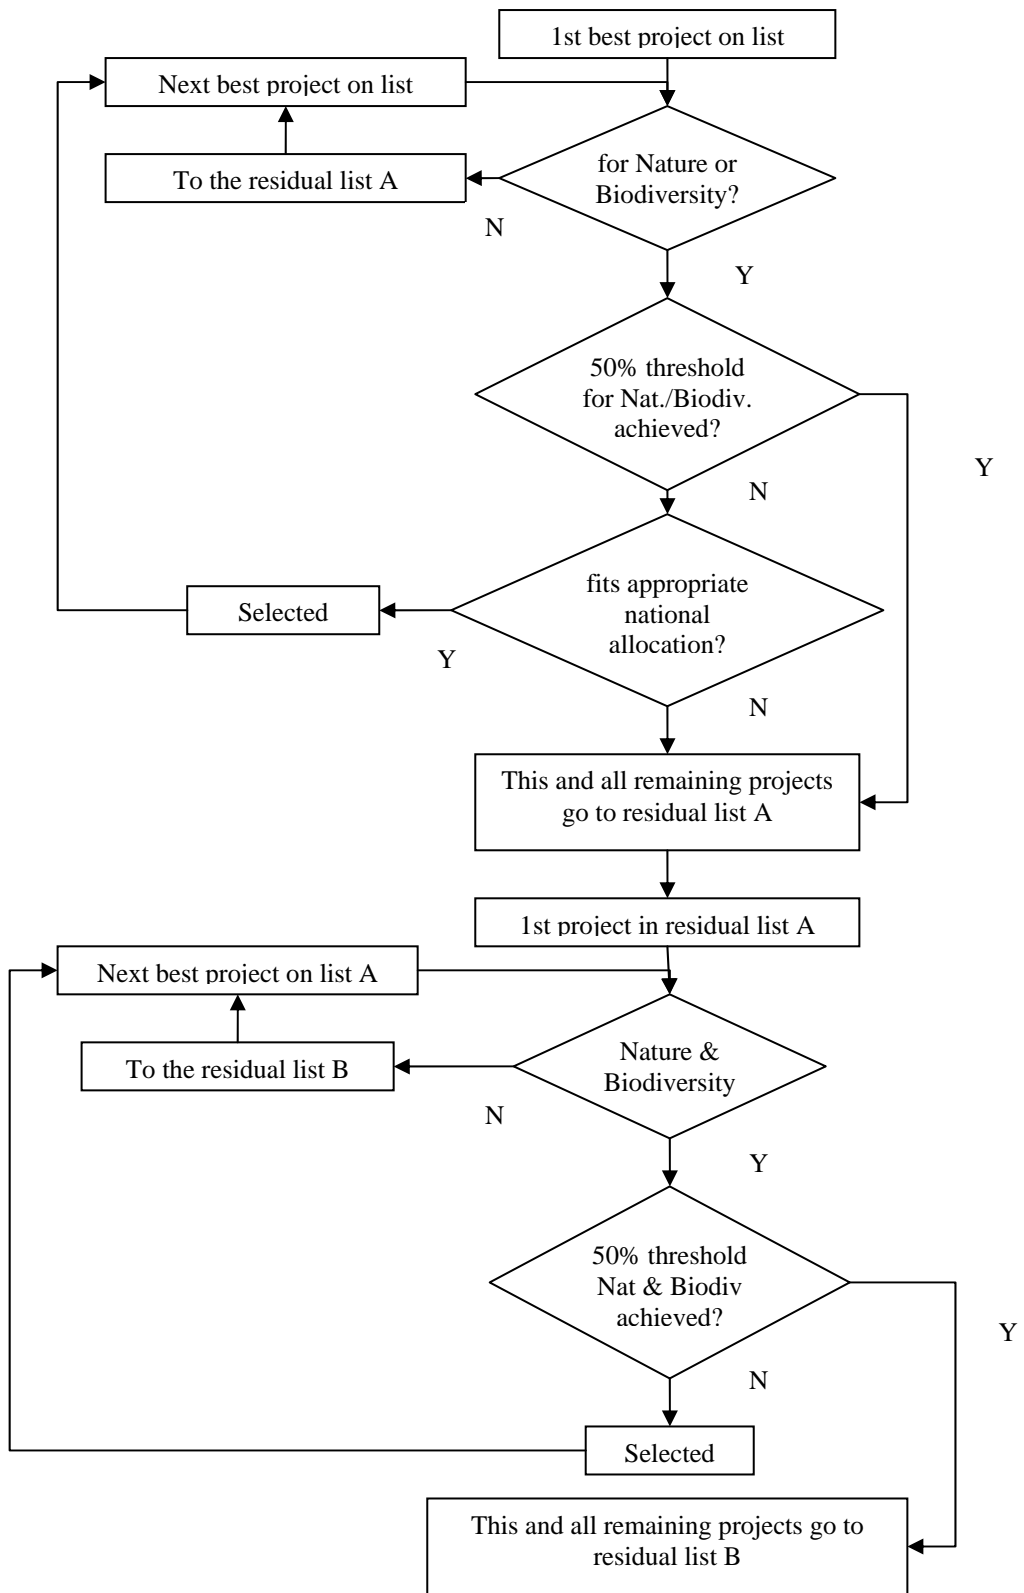 1st best project on list
Next best project on list
To the residual list A
for Nature or
Biodiversity?
N
Y
50% threshold
for Nat./Biodiv.
achieved?
Y
N
fits appropriate
national
allocation?
Selected
Y
N
This and all remaining projects
go to residual list A
1st project in residual list A
Next best project on list A
To the residual list B
Nature &
Biodiversity
N
Y
50% threshold
Nat & Biodiv
achieved?
Y
N
Selected
This and all remaining projects go to
residual list B